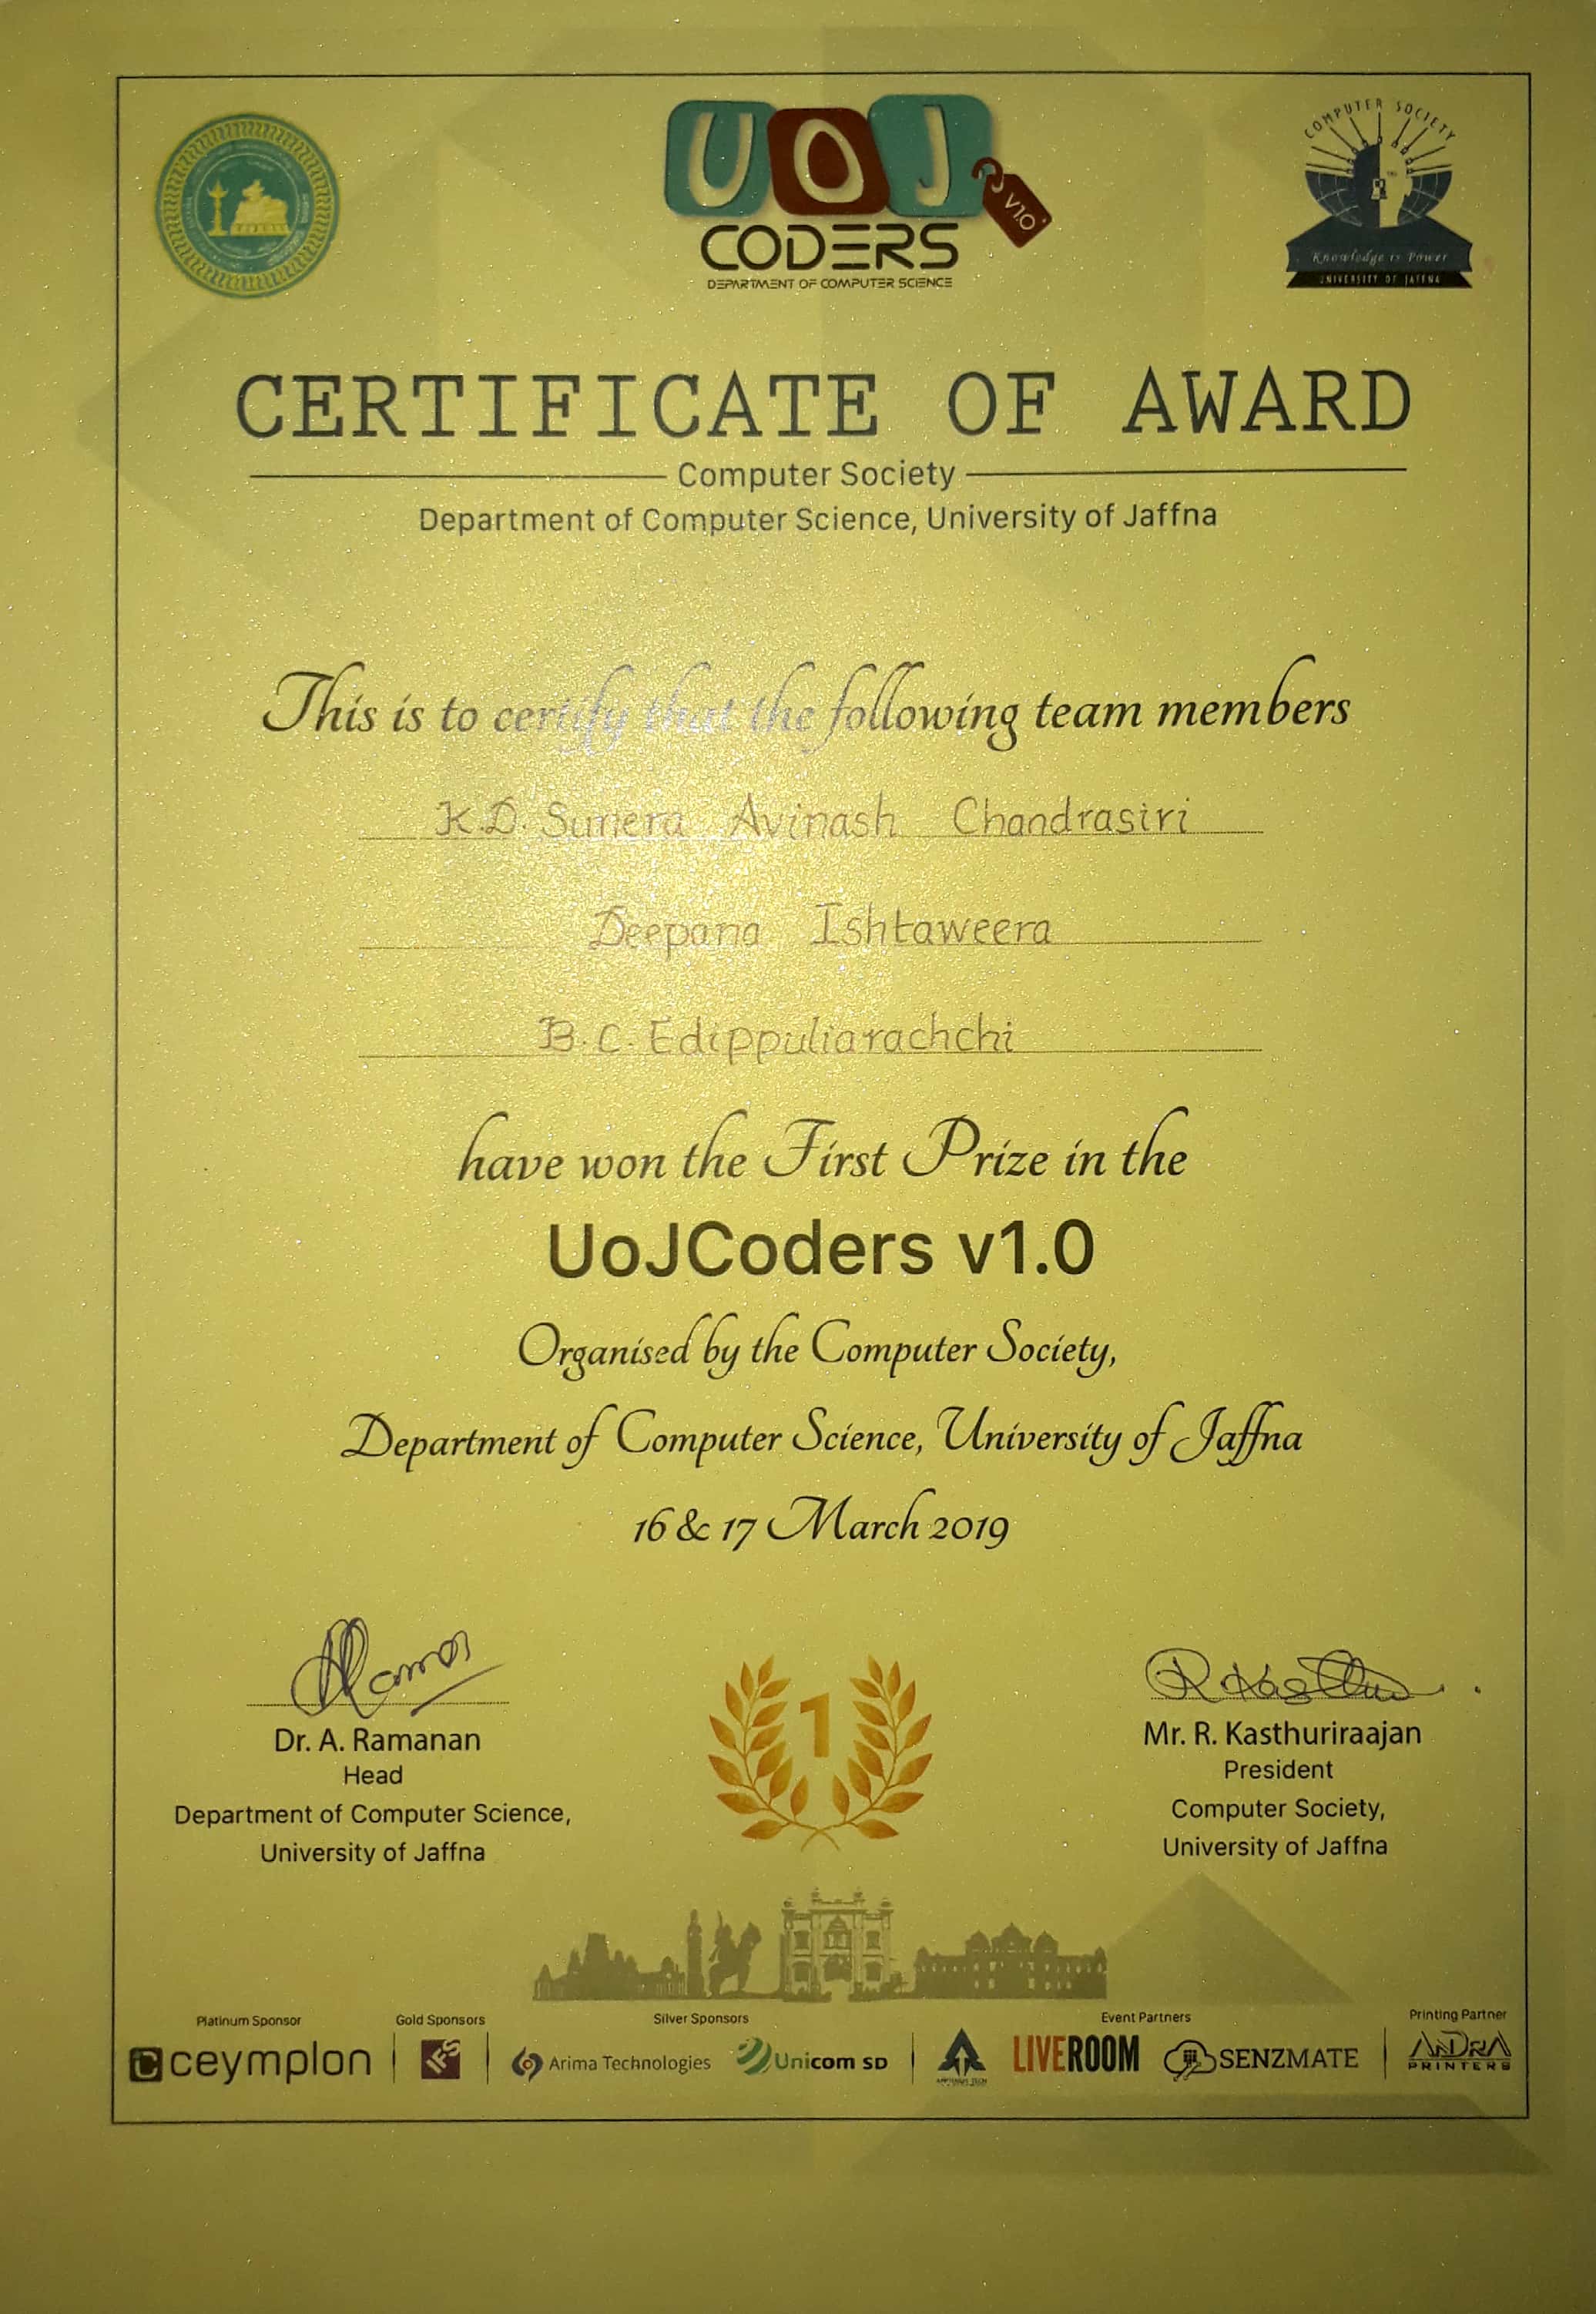 UOJ
V1.0
CODERS
DEPARTMENT OF COMPUTER SCIENCE
COMPUTER SOCIETY
Knowledge is Power
UNIVERSITY OF JAFFNA
CERTIFICATE OF AWARD
Computer Society
Department of Computer Science, University of Jaffna
This is to certify that the following team members
K.D. Sunera Avinash Chandrasiri
Deepana Ishtaweera
B.C. Edippuliarachchi
have won the First Prize in the
UoJCoders v1.0
Organised by the Computer Society,
Department of Computer Science, University of Jaffna
16 & 17 March 2019
1
Dr. A. Ramanan
Head
Department of Computer Science,
University of Jaffna
Mr. R. Kasthuriraajan
President
Computer Society,
University of Jaffna
Platinum Sponsor
ceymplon
Gold Sponsors
IFS
Silver Sponsors
Arima Technologies
Unicom SD
Event Partners
LIVEROOM
SENZMATE
Printing Partner
ANDRA
PRINTERS